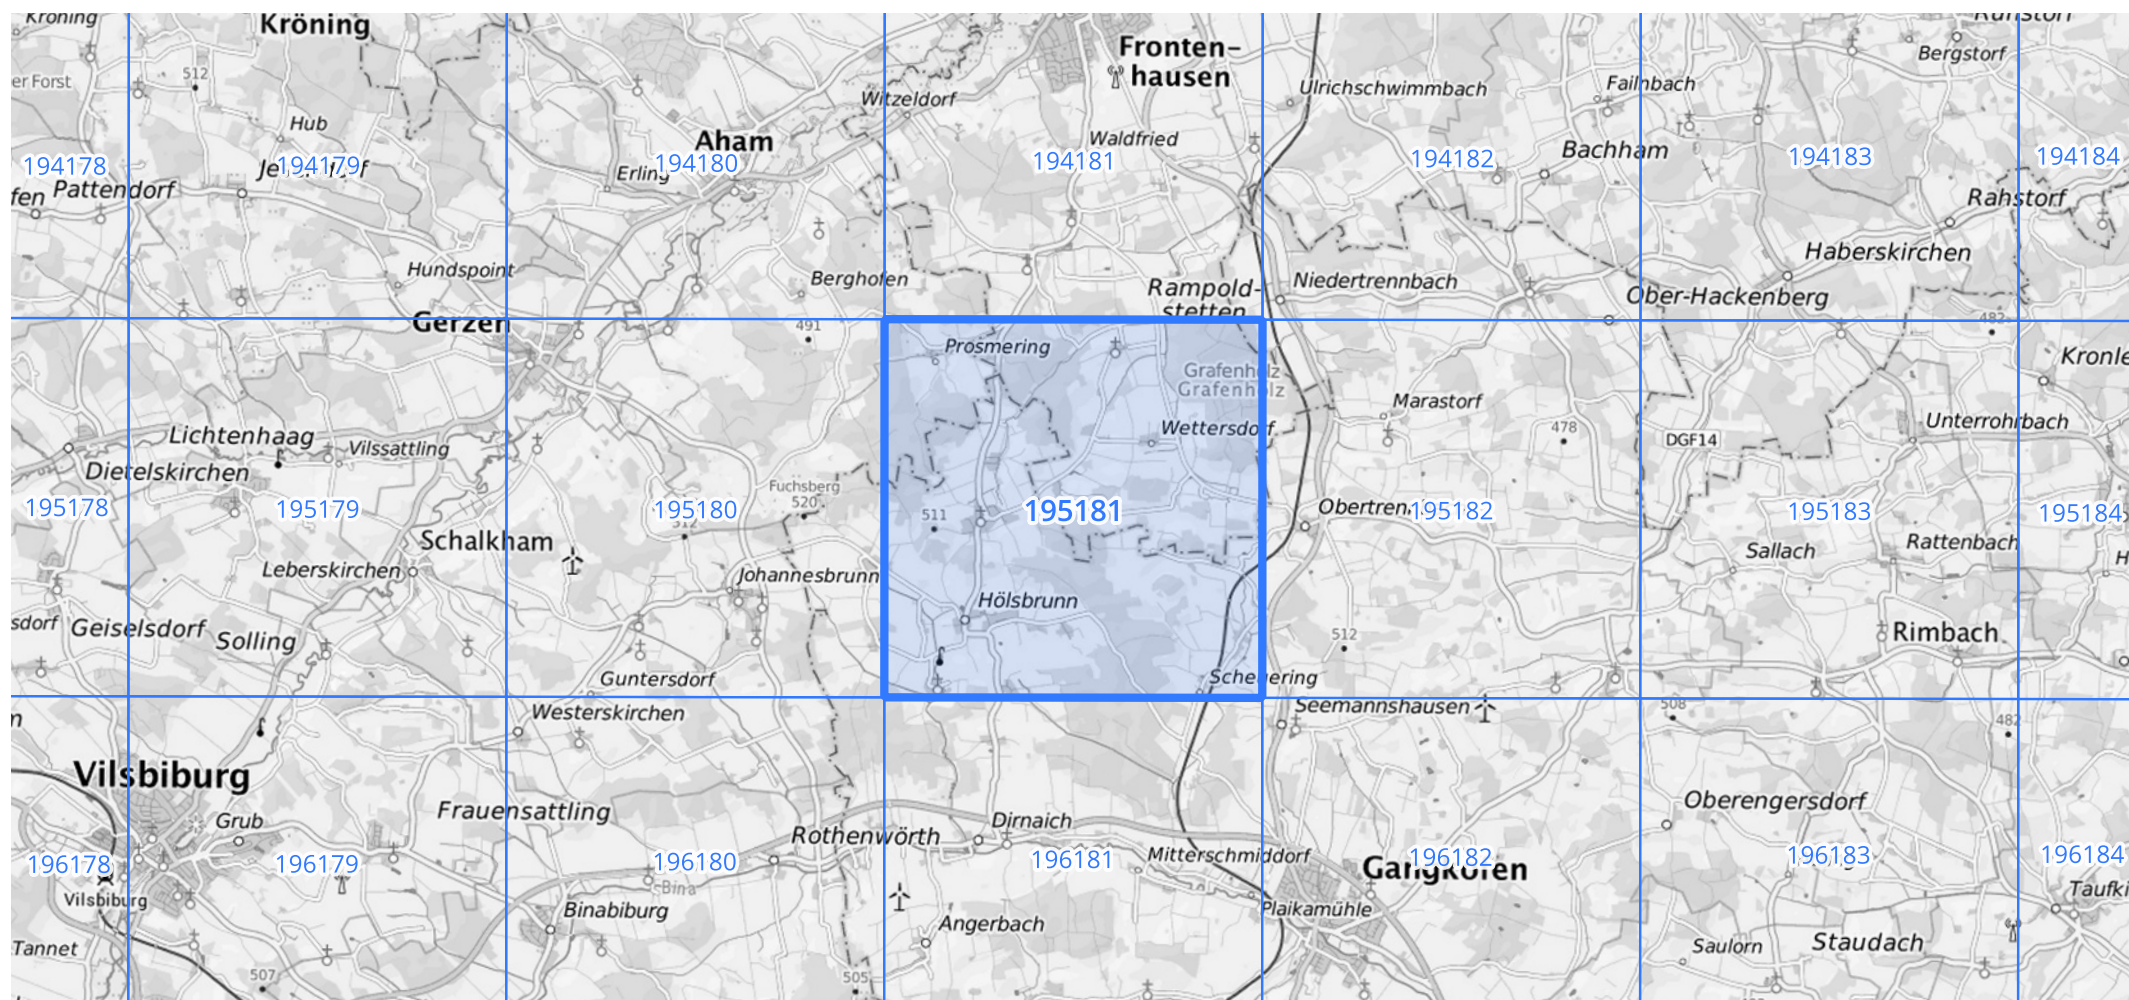 Kröning
Kröning
Fronten-
hausen
Bergstorf
er Forst
512
Ulrichschwimmbach
Failnbach
Witzeldorf
Hub
Aham
Waldfried
Bachham
194178
194179
Erling
194180
194181
194182
194183
194184
fen
Pattendorf
Rahstorf
Hundspoint
Berghofen
Haberskirchen
Rampold-
stetten
Niedertrennbach
Ober-Hackenberg
Gerzen
491
482
Prosmering
Grafenholz
Grafenholz
Kronle
Marastorf
Lichtenhaag
Vilssattling
Wettersdorf
478
DGF14
Unterrohrbach
Dietelskirchen
Fuchsberg
520
195178
195179
195180
511
195181
Obertren
195182
195183
195184
512
Schalkham
Sallach
Rattenbach
H
Leberskirchen
Johannesbrunn
Hölsbrunn
sdorf
Geiselsdorf
Solling
512
Rimbach
Guntersdorf
Schernering
Westerskirchen
Seemannshausen
508
482
m
Vilsbiburg
Grub
Frauensattling
Rothenwörth
Dirnaich
Oberengersdorf
196178
196179
196180
196181
Mitterschmiddorf
Gangkofen
196182
196183
196184
Vilsbiburg
Bina
Taufki
Binabiburg
Angerbach
Plaikamühle
Tannet
Saulorn
Staudach
507
505